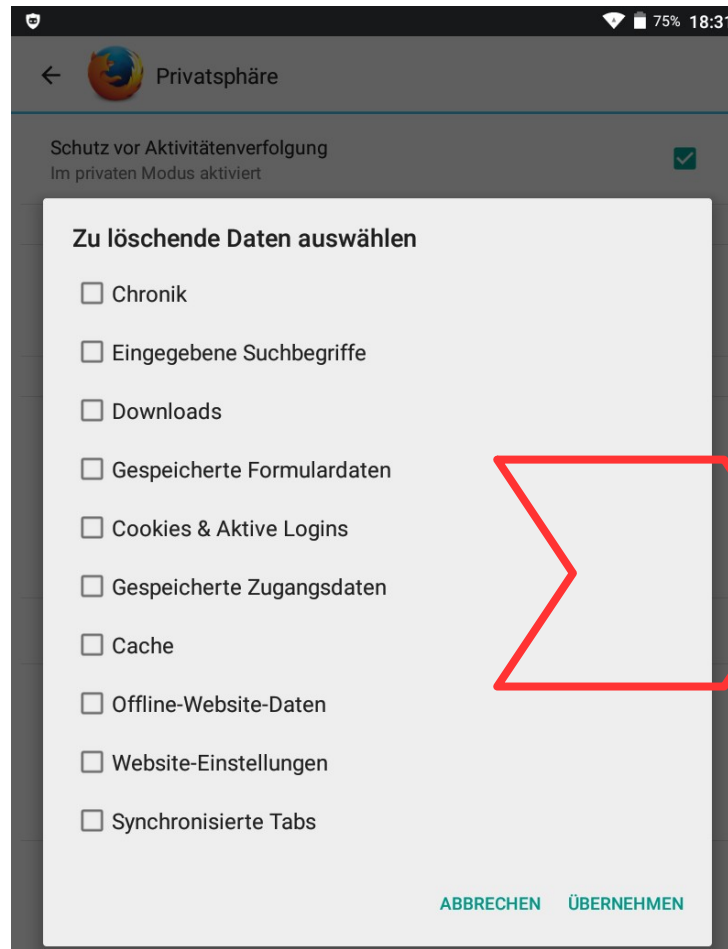 75% 18:31
Privatsphäre
Schutz vor Aktivitätenverfolgung
Im privaten Modus aktiviert
Zu löschende Daten auswählen
Chronik
Eingegebene Suchbegriffe
Downloads
Gespeicherte Formulardaten
Cookies & Aktive Logins
Gespeicherte Zugangsdaten
Cache
Offline-Website-Daten
Website-Einstellungen
Synchronisierte Tabs
ABBRECHEN ÜBERNEHMEN